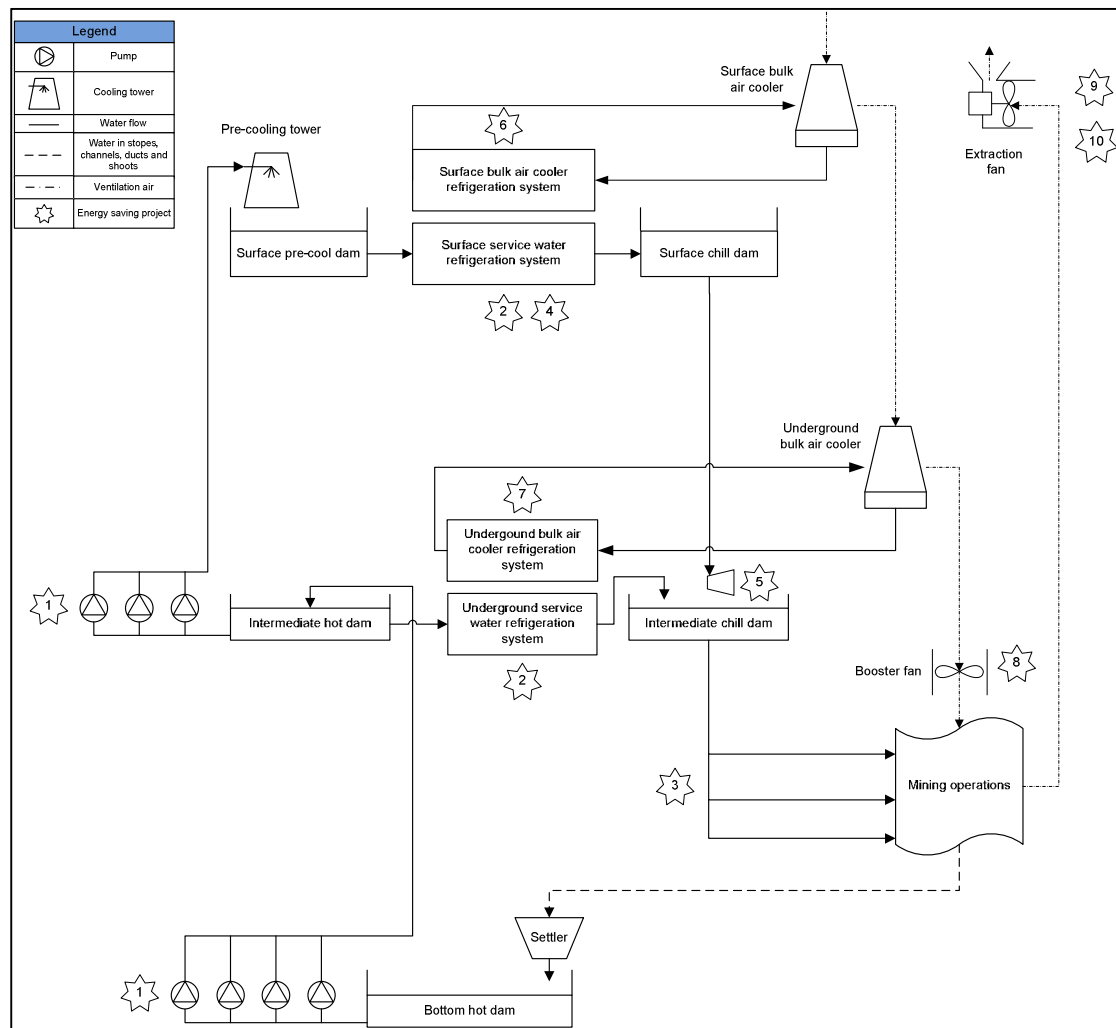 Legend
Pump
Cooling tower
Water flow
Water in stopes,
channels, ducts and
shoots
Ventilation air
Energy saving project
Pre-cooling tower
Surface bulk
air cooler
9
10
Extraction
fan
6
Surface bulk air cooler
refrigeration system
Surface pre-cool dam
Surface service water
refrigeration system
Surface chill dam
2
4
Underground
bulk air cooler
7
Undergound bulk air
cooler refrigeration
system
5
1
Intermediate hot dam
Underground service
water refrigeration
system
Intermediate chill dam
2
Booster fan
8
3
Mining operations
Settler
1
Bottom hot dam